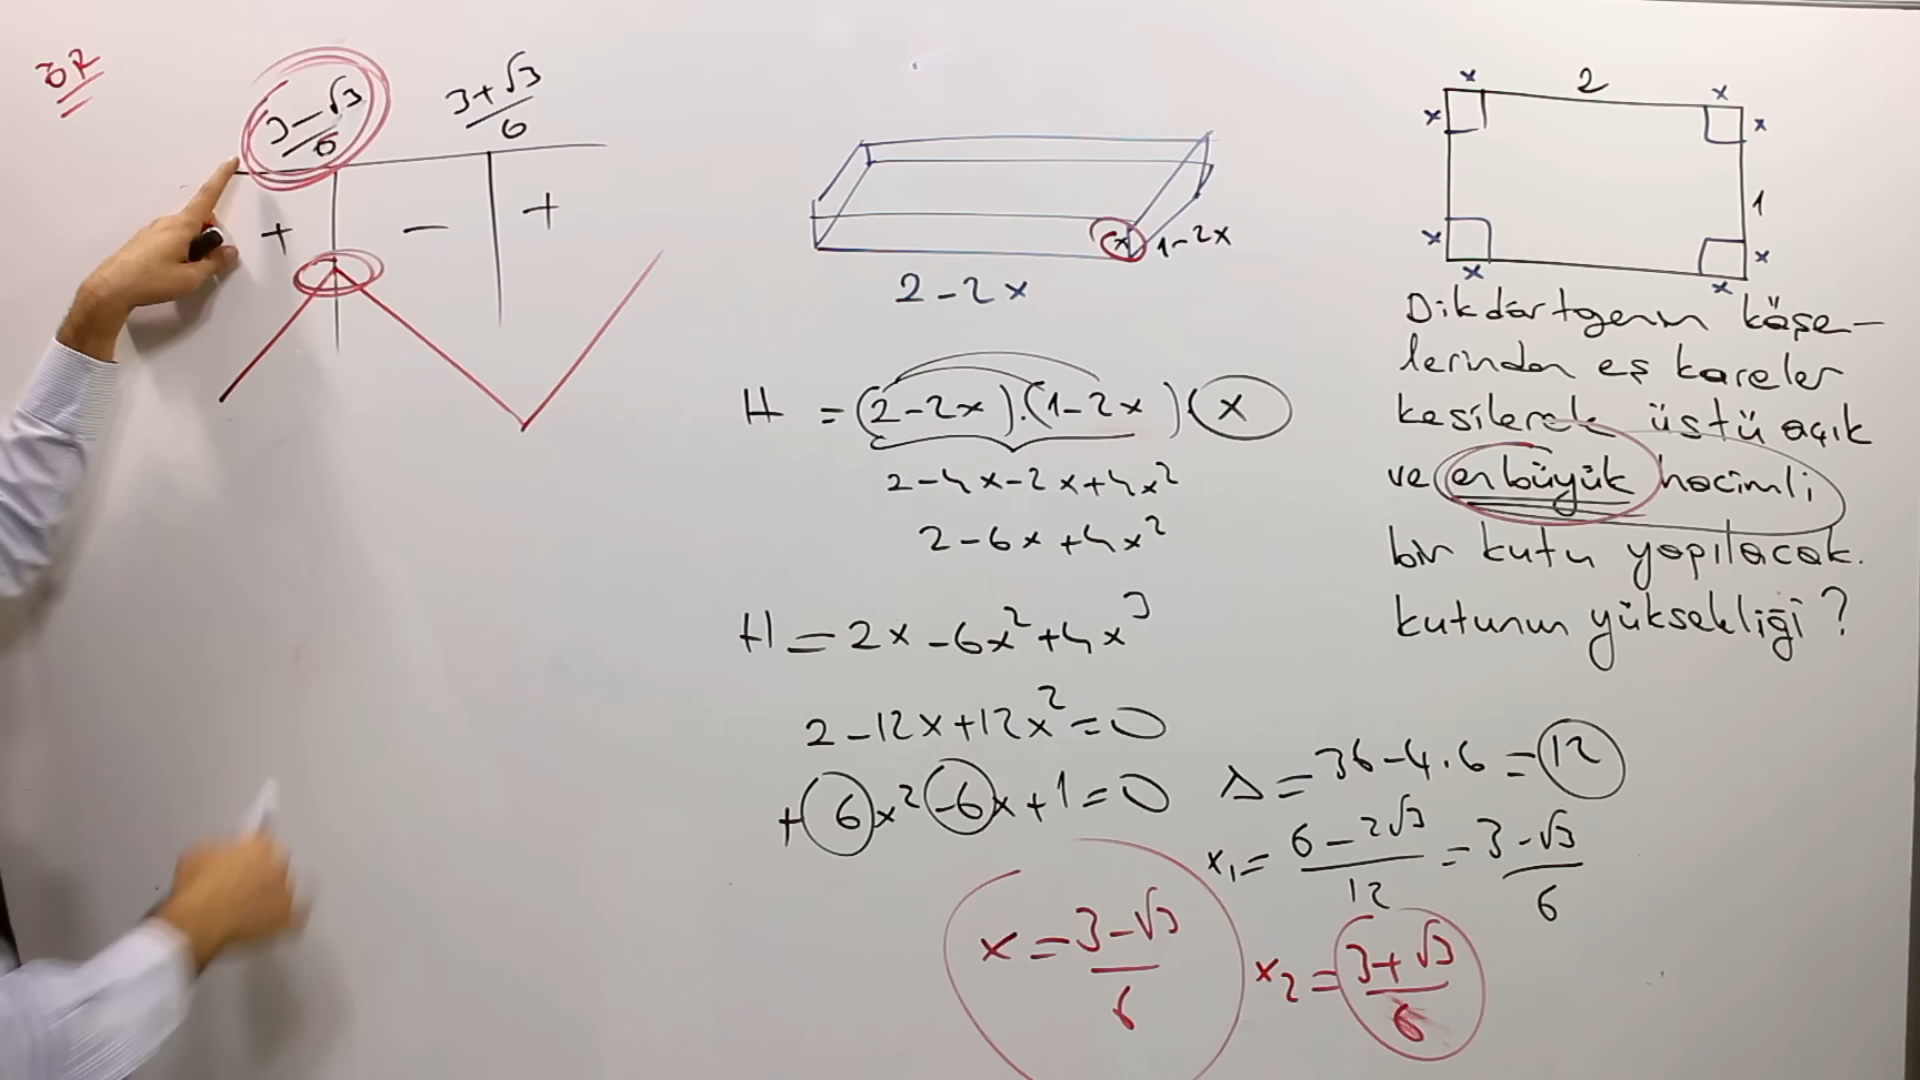 ÖR
3-√3/6
3+√3/6
+ - +
x 1-2x
2-2x
x 2 x
x x
1
x x
x x
Dikdörtgenin köşe-
lerinden eş kareler
kesilerek üstü açık
ve en büyük hacimli
bir kutu yapılacak.
kutunun yüksekliği?
H = (2-2x).(1-2x)(x)
2-4x-2x+4x²
2-6x+4x²
H=2x-6x²+4x³
2-12x+12x²=0
+6x²-6x+1=0
Δ=36-4.6=12
x₁= 6-2√3/12 = 3-√3/6
x=3-√3/6
x₂=3+√3/6